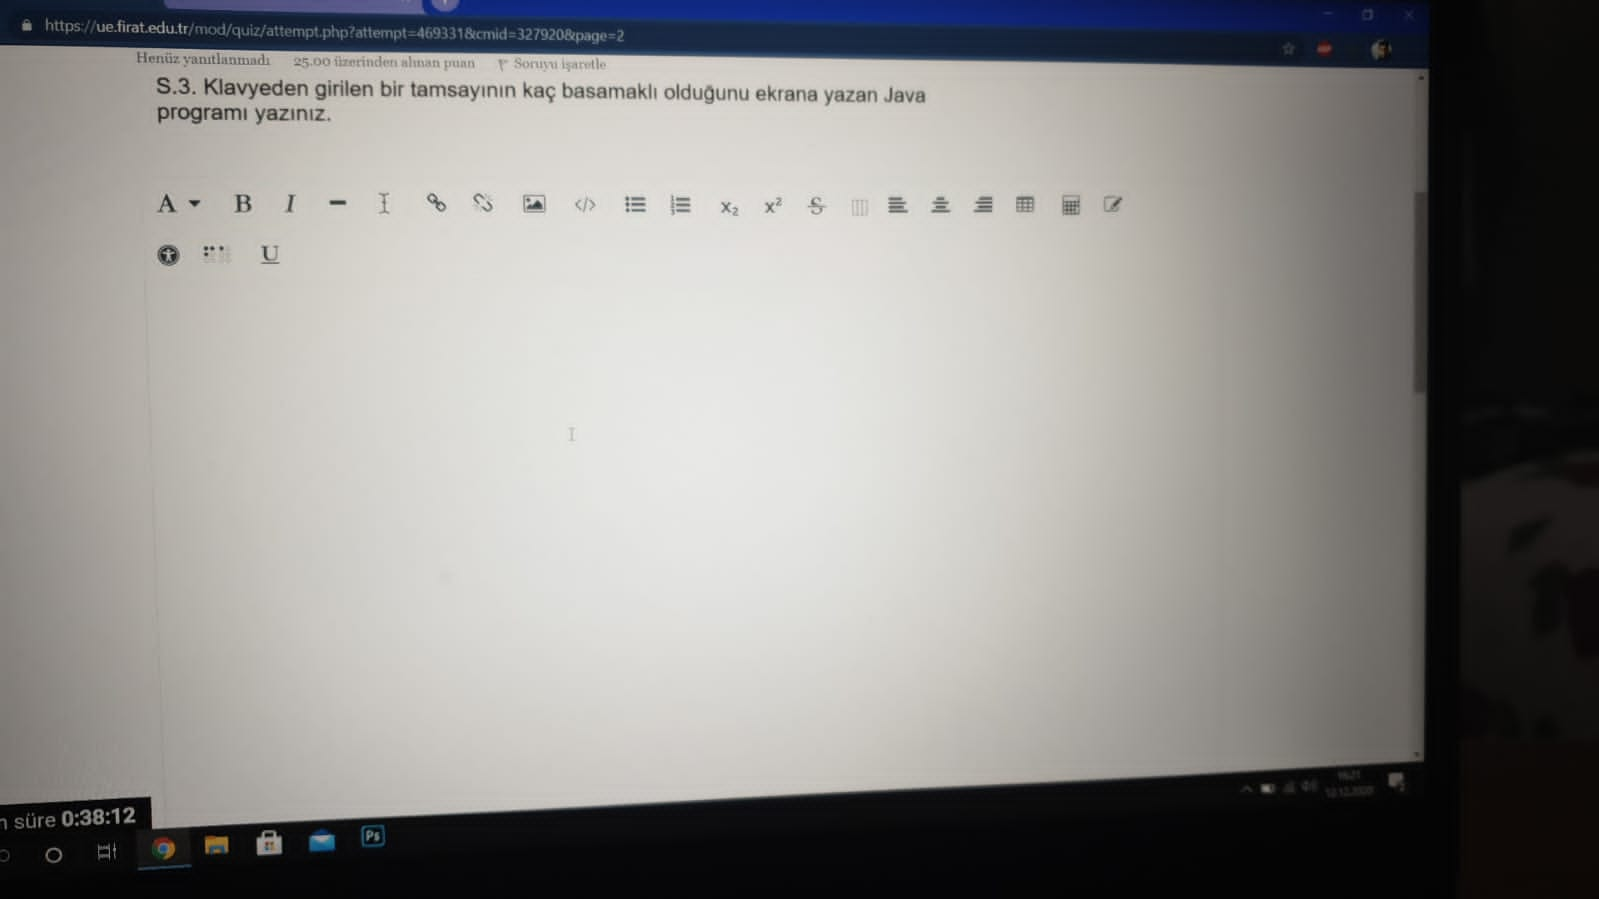 https://ue.firat.edu.tr/mod/quiz/attempt.php?attempt=469331&cmid=327920&page=2
Henüz yanıtlanmadı 25.00 üzerinden alınan puan Soruyu işaretle
S.3. Klavyeden girilen bir tamsayının kaç basamaklı olduğunu ekrana yazan Java
programı yazınız.
A B I x₂ x² S
U
süre 0:38:12
Ps